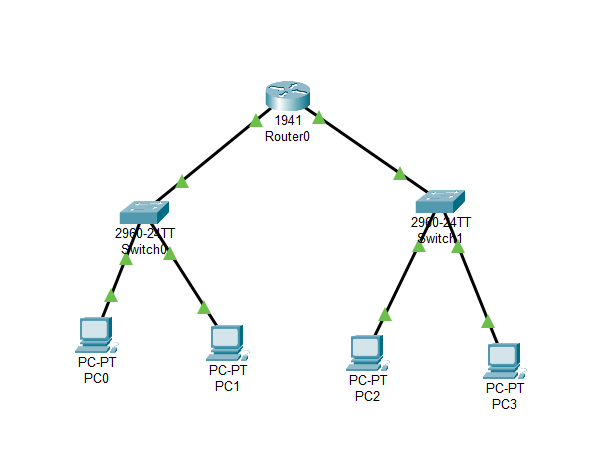 1941
Router0
2960-24TT
Switch0
2960-24TT
Switch1
PC-PT
PC0
PC-PT
PC1
PC-PT
PC2
PC-PT
PC3